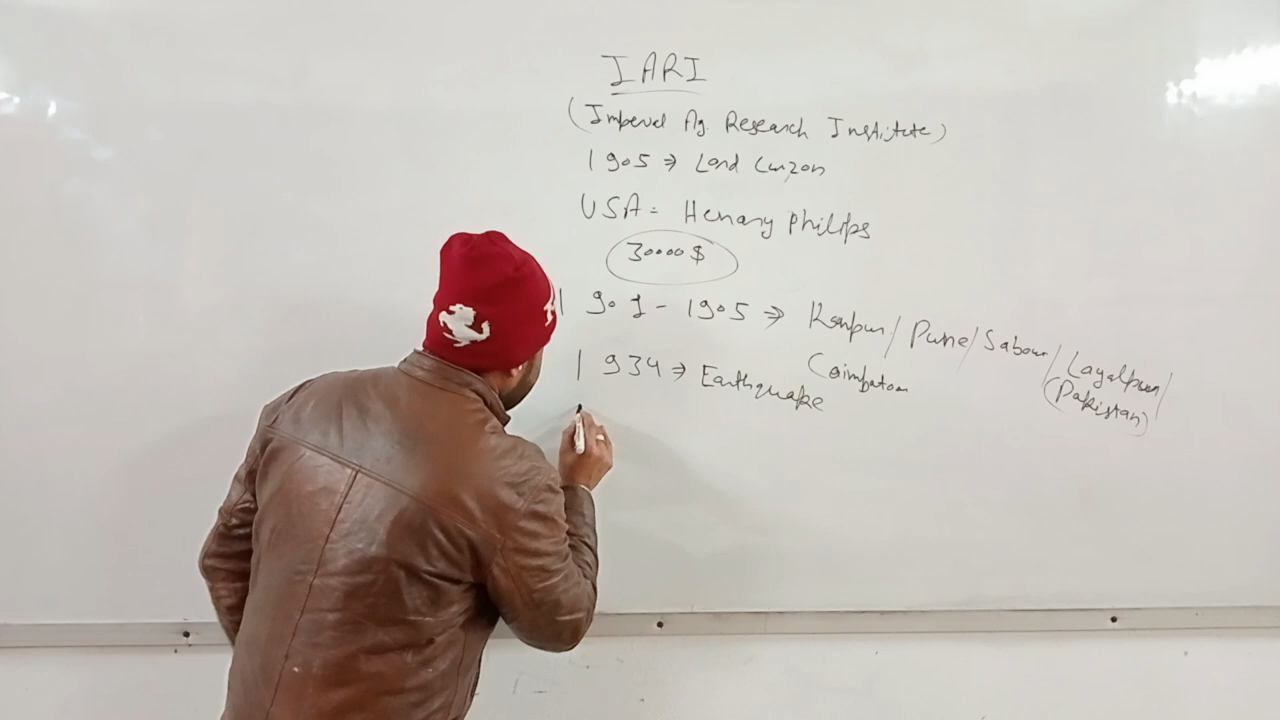 IARI
(Imperial Ag. Research Institute)
1905 ⇒ Lord Curzon
USA = Henary Philips
30000 $
1901 - 1905 ⇒ Kanpur / Pune / Sabour / Layalpur /
(Pakistan)
Coimbatore
1934 ⇒ Earthquake